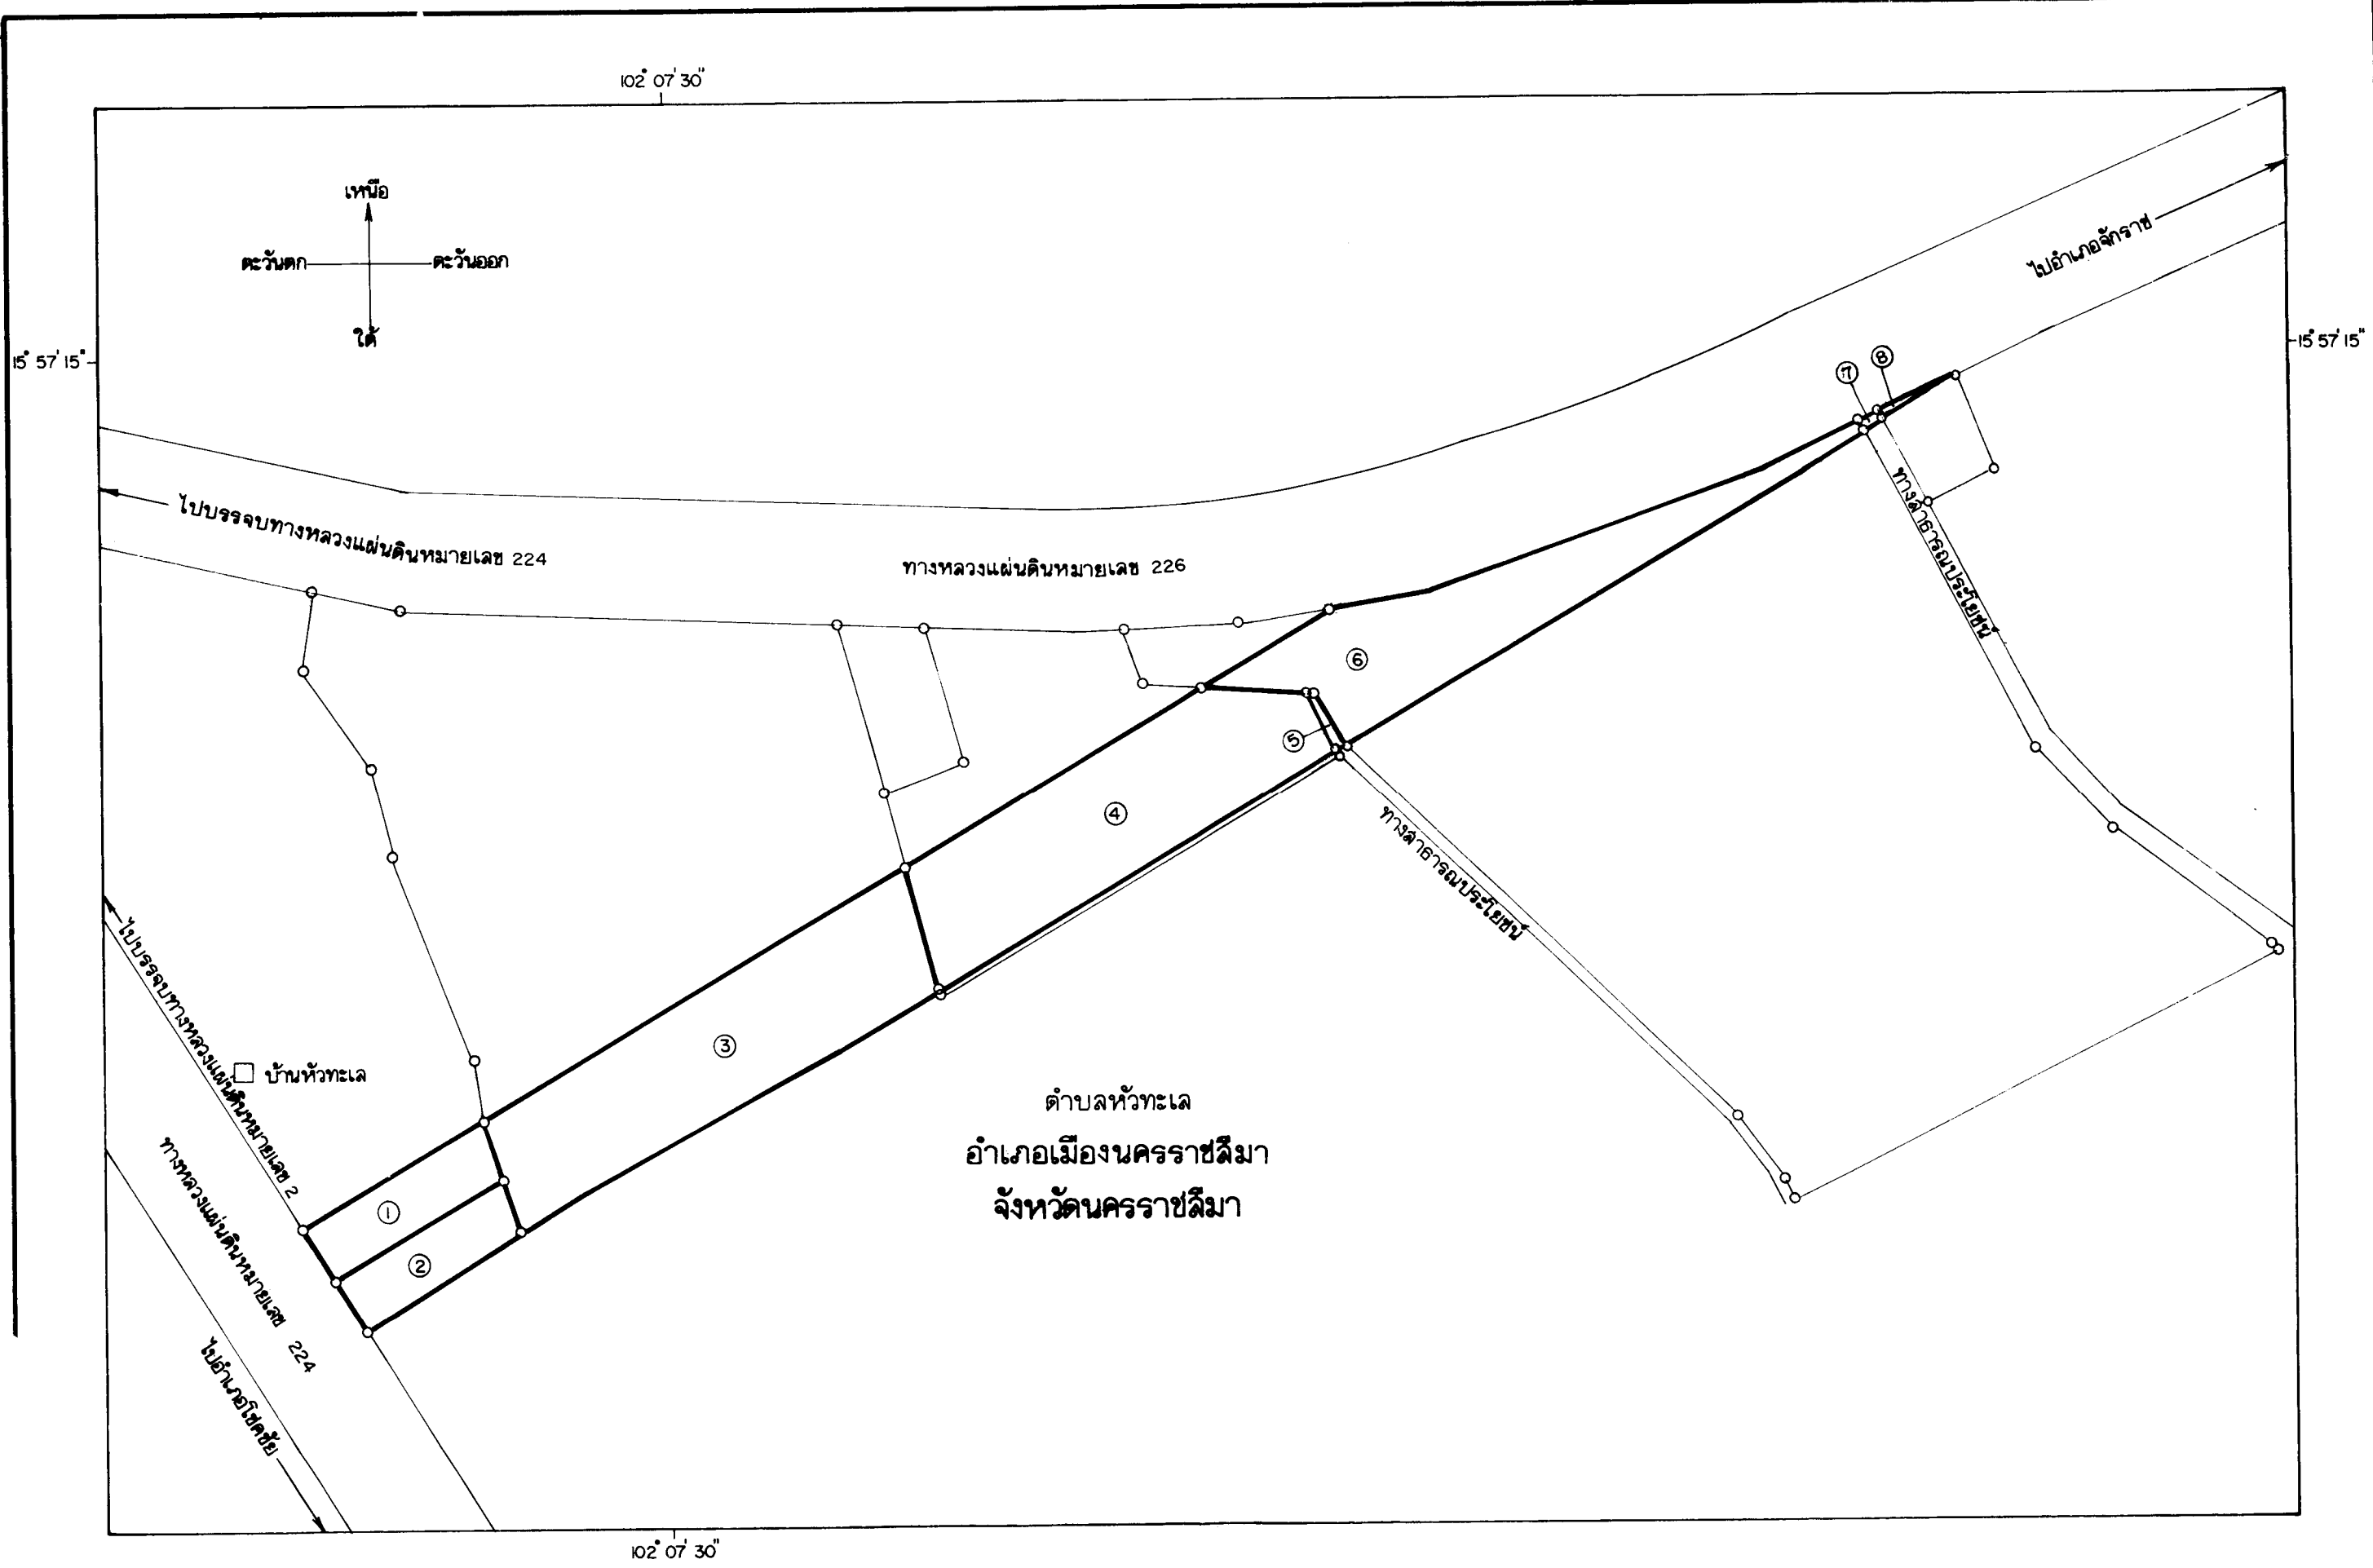 102° 07' 30"
เหนือ
ตะวันตก
ตะวันออก
ใต้
15° 57' 15"
15° 57' 15"
ไปอำเภอจักราช
⑧
⑦
ไปบรรจบทางหลวงแผ่นดินหมายเลข 224
ทางหลวงแผ่นดินหมายเลข 226
ทางสาธารณประโยชน์
⑥
⑤
④
ทางสาธารณประโยชน์
③
ไปบรรจบทางหลวงแผ่นดินหมายเลข 2
บ้านหัวทะเล
ตำบลหัวทะเล
อำเภอเมืองนครราชสีมา
จังหวัดนครราชสีมา
①
②
ทางหลวงแผ่นดินหมายเลข 224
ไปอำเภอโชคชัย
102° 07' 30"